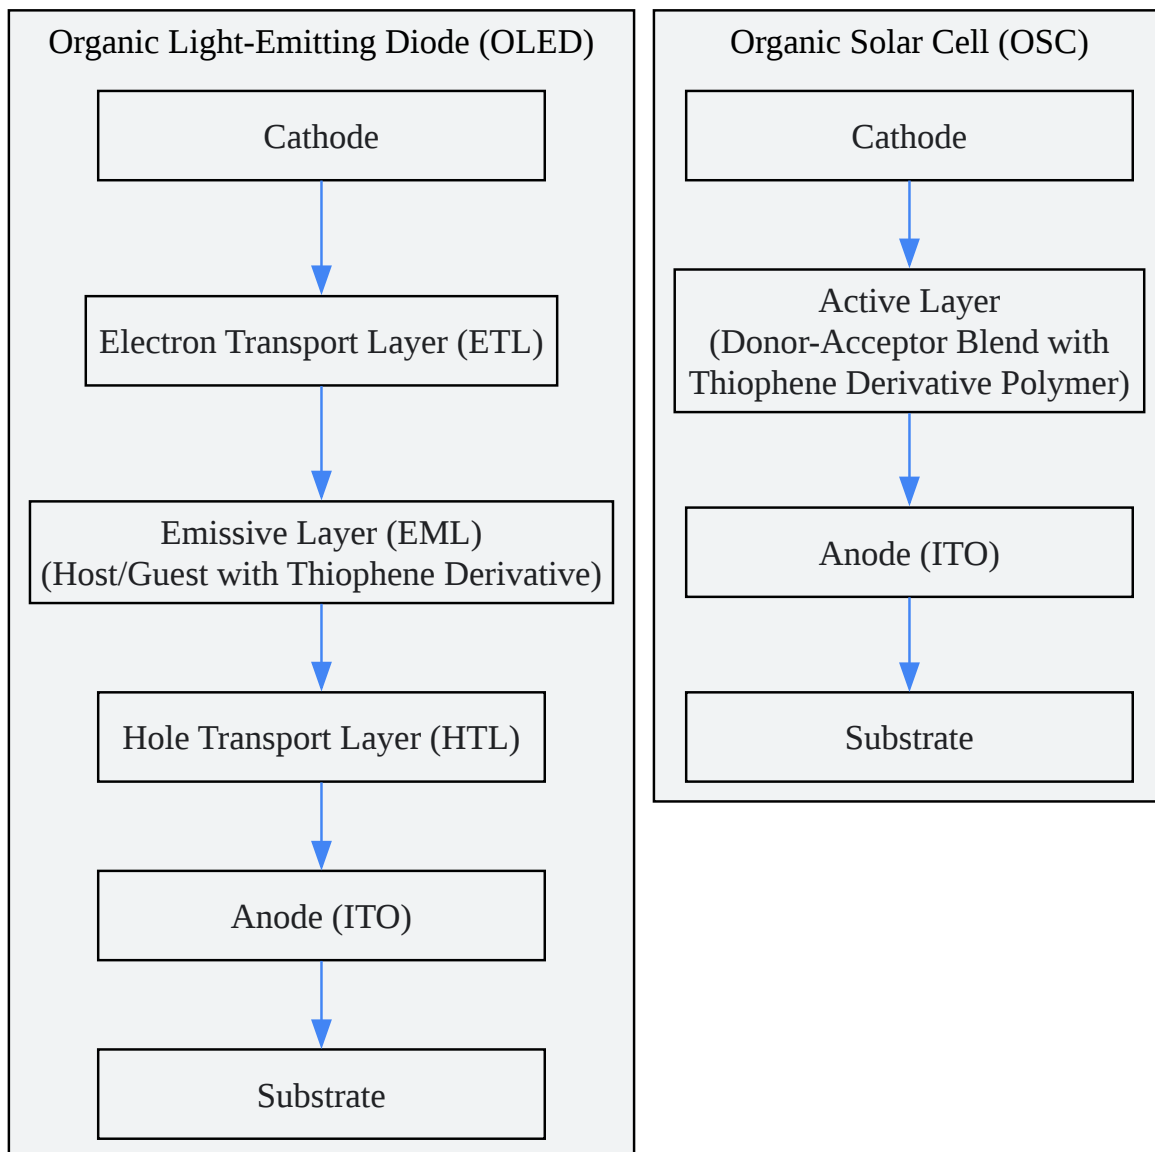 Organic Light-Emitting Diode (OLED)
Cathode
Electron Transport Layer (ETL)
Emissive Layer (EML)
(Host/Guest with Thiophene Derivative)
Hole Transport Layer (HTL)
Anode (ITO)
Substrate
Organic Solar Cell (OSC)
Cathode
Active Layer
(Donor-Acceptor Blend with
Thiophene Derivative Polymer)
Anode (ITO)
Substrate